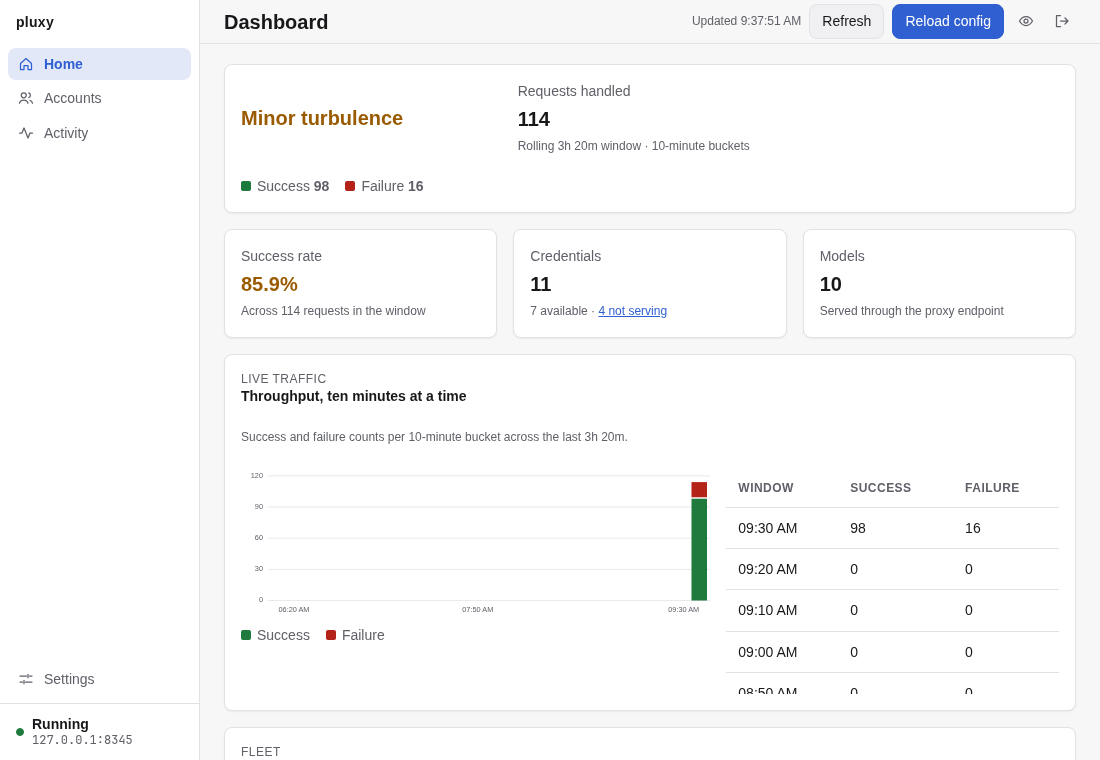 pluxy
Home
Accounts
Activity
Settings
Running
127.0.0.1:8345
Dashboard
Updated 9:37:51 AM
Refresh
Reload config
Minor turbulence
Success 98
Failure 16
Requests handled
114
Rolling 3h 20m window · 10-minute buckets
Success rate
85.9%
Across 114 requests in the window
Credentials
11
7 available · 4 not serving
Models
10
Served through the proxy endpoint
LIVE TRAFFIC
Throughput, ten minutes at a time
Success and failure counts per 10-minute bucket across the last 3h 20m.
120
90
60
30
0
06:20 AM 07:50 AM 09:30 AM
Success Failure
WINDOW SUCCESS FAILURE
09:30 AM 98 16
09:20 AM 0 0
09:10 AM 0 0
09:00 AM 0 0
08:50 AM 0 0
FLEET